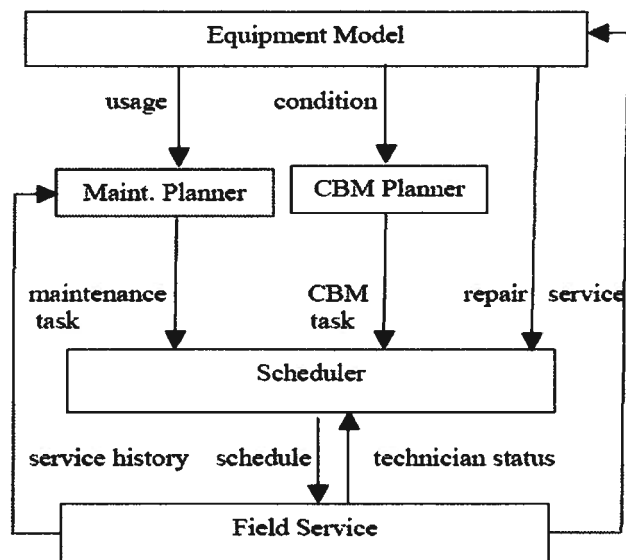 Equipment Model
usage
condition
Maint. Planner
CBM Planner
maintenance
task
CBM
task
repair
service
Scheduler
service history
schedule
technician status
Field Service